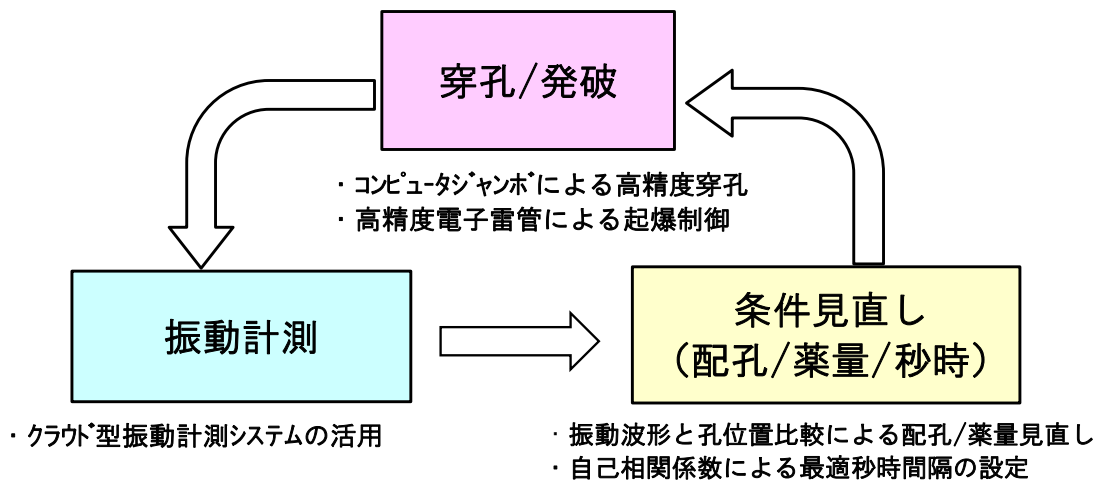 穿孔/発破
・ｺﾝﾋﾟｭｰﾀｼﾞｬﾝﾎﾞによる高精度穿孔
・高精度電子雷管による起爆制御
振動計測
条件見直し
（配孔/薬量/秒時）
・ｸﾗｳﾄﾞ型振動計測ｼｽﾃﾑの活用
・振動波形と孔位置比較による配孔/薬量見直し
・自己相関係数による最適秒時間隔の設定